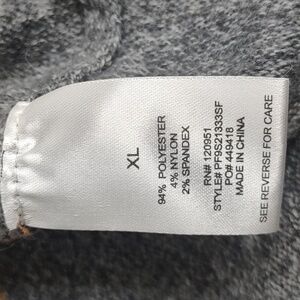 XL
94% POLYESTER
4% NYLON
2% SPANDEX
RN# 120951
STYLE# PF9S21333SF
PO# 449418
MADE IN CHINA
SEE REVERSE FOR CARE